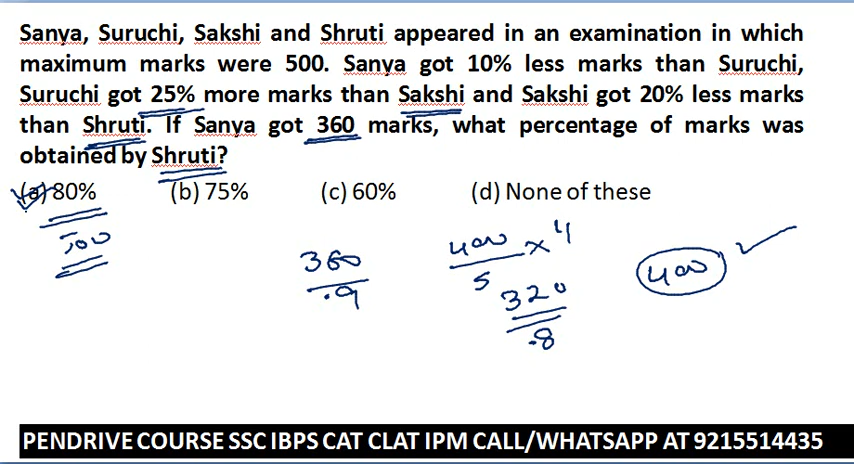 Sanya, Suruchi, Sakshi and Shruti appeared in an examination in which
maximum marks were 500. Sanya got 10% less marks than Suruchi,
Suruchi got 25% more marks than Sakshi and Sakshi got 20% less marks
than Shruti. If Sanya got 360 marks, what percentage of marks was
obtained by Shruti?
(a) 80% (b) 75% (c) 60% (d) None of these
500
360
.9
400 x 4
5
320
.8
400
PENDRIVE COURSE SSC IBPS CAT CLAT IPM CALL/WHATSAPP AT 9215514435